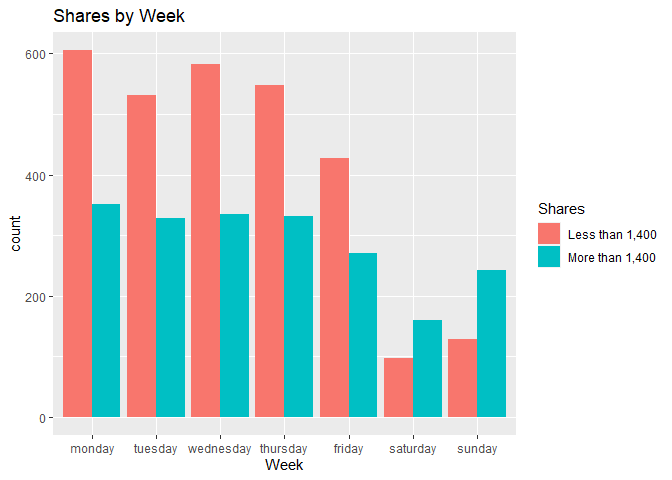 Shares by Week
600
400
200
0
count
monday tuesday wednesday thursday friday saturday sunday
Week
Shares
Less than 1,400
More than 1,400